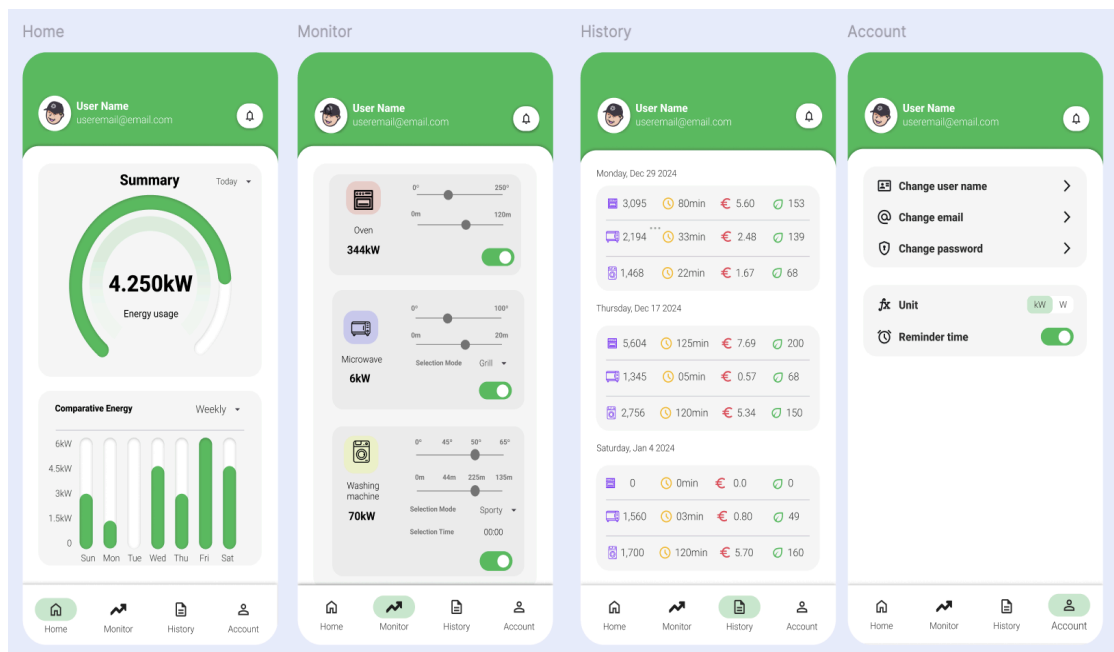 Home
User Name
useremail@email.com
Summary
Today
4.250kW
Energy usage
Comparative Energy
Weekly
6kW
4.5kW
3kW
1.5kW
0
Sun Mon Tue Wed Thu Fri Sat
Home Monitor History Account
Monitor
User Name
useremail@email.com
0° 250°
0m 120m
Oven
344kW
0° 100°
0m 20m
Microwave
Selection Mode Grill
6kW
0° 45° 50° 65°
0m 44m 225m 135m
Washing
machine
70kW
Selection Mode Sporty
Selection Time 00:00
Home Monitor History Account
History
User Name
useremail@email.com
Monday, Dec 29 2024
3,095 80min € 5.60 153
2,194 33min € 2.48 139
1,468 22min € 1.67 68
Thursday, Dec 17 2024
5,604 125min € 7.69 200
1,345 05min € 0.57 68
2,756 120min € 5.34 150
Saturday, Jan 4 2024
0 0min € 0.0 0
1,560 03min € 0.80 49
1,700 120min € 5.70 160
Home Monitor History Account
Account
User Name
useremail@email.com
Change user name
Change email
Change password
Unit kW W
Reminder time
Home Monitor History Account